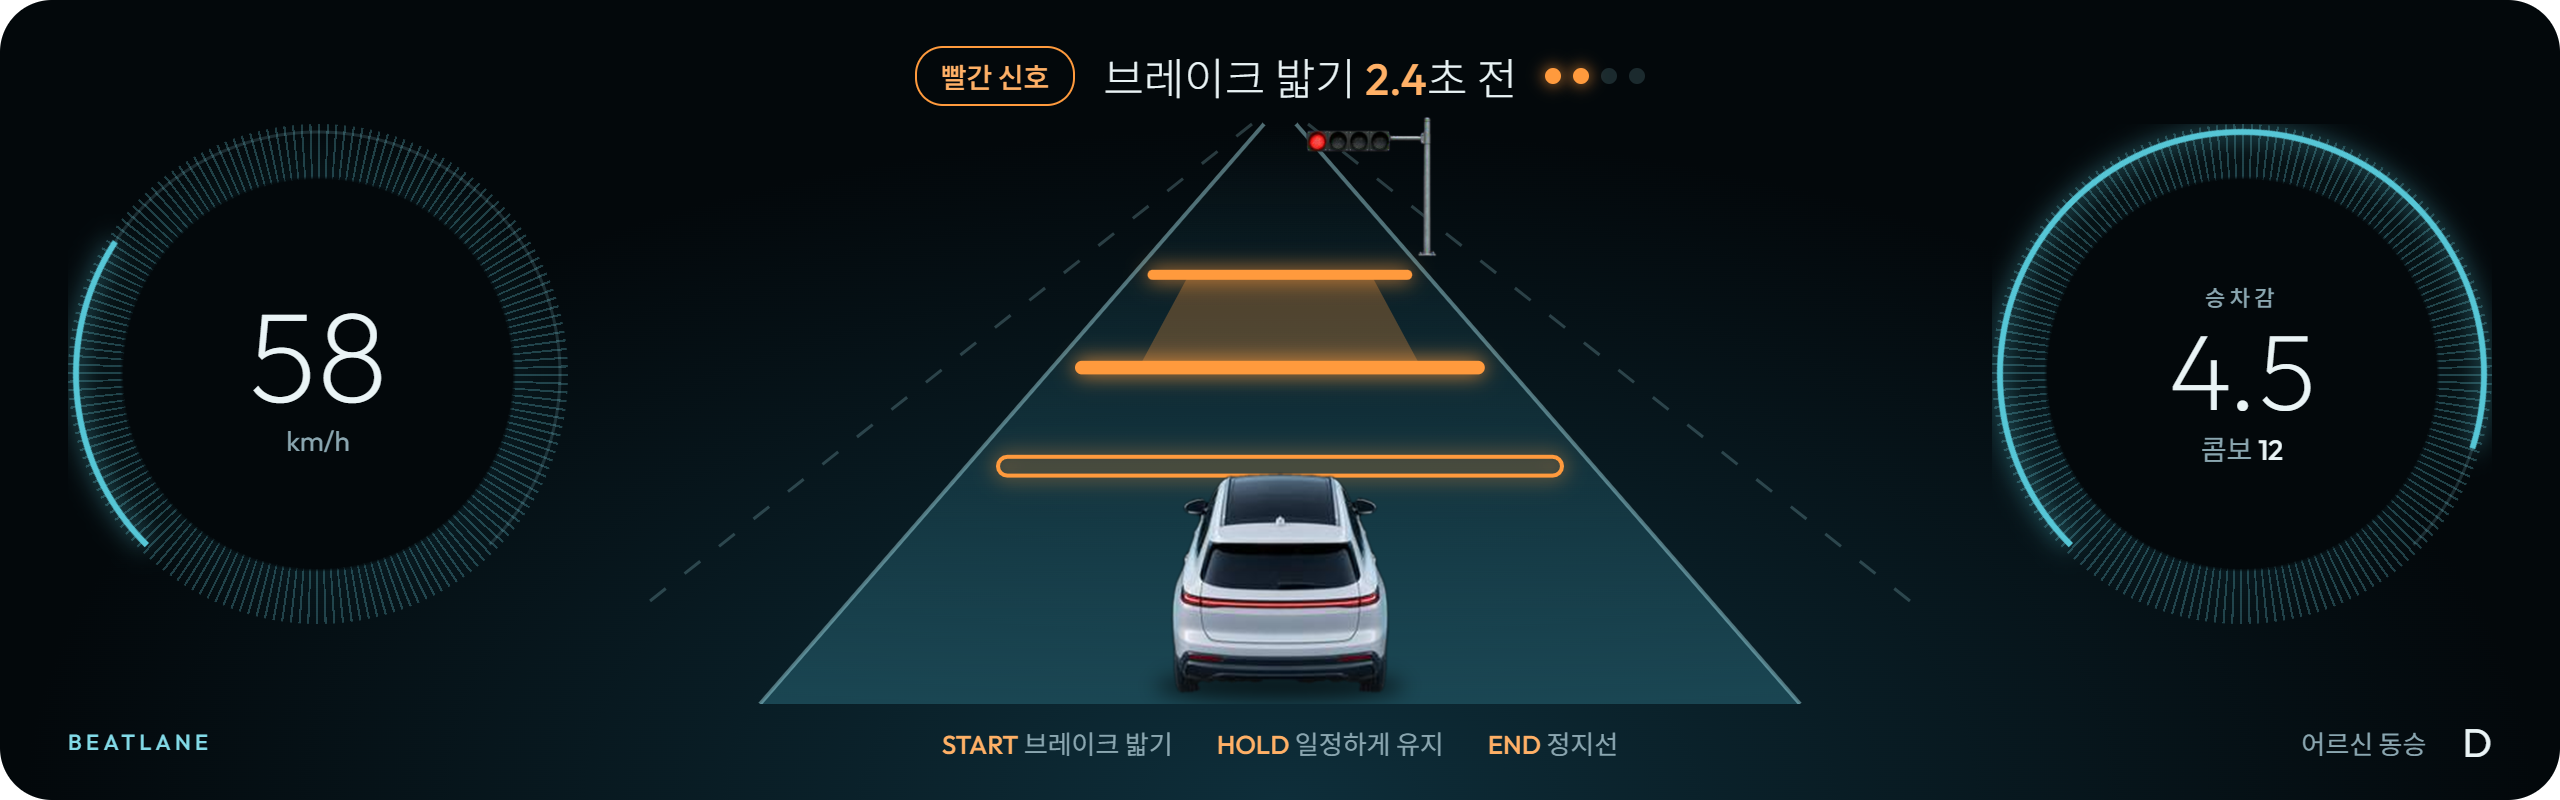 빨간 신호 브레이크 밟기 2.4초 전
58
km/h
승차감
4.5
콤보 12
BEATLANE
START 브레이크 밟기 HOLD 일정하게 유지 END 정지선
어르신 동승 D